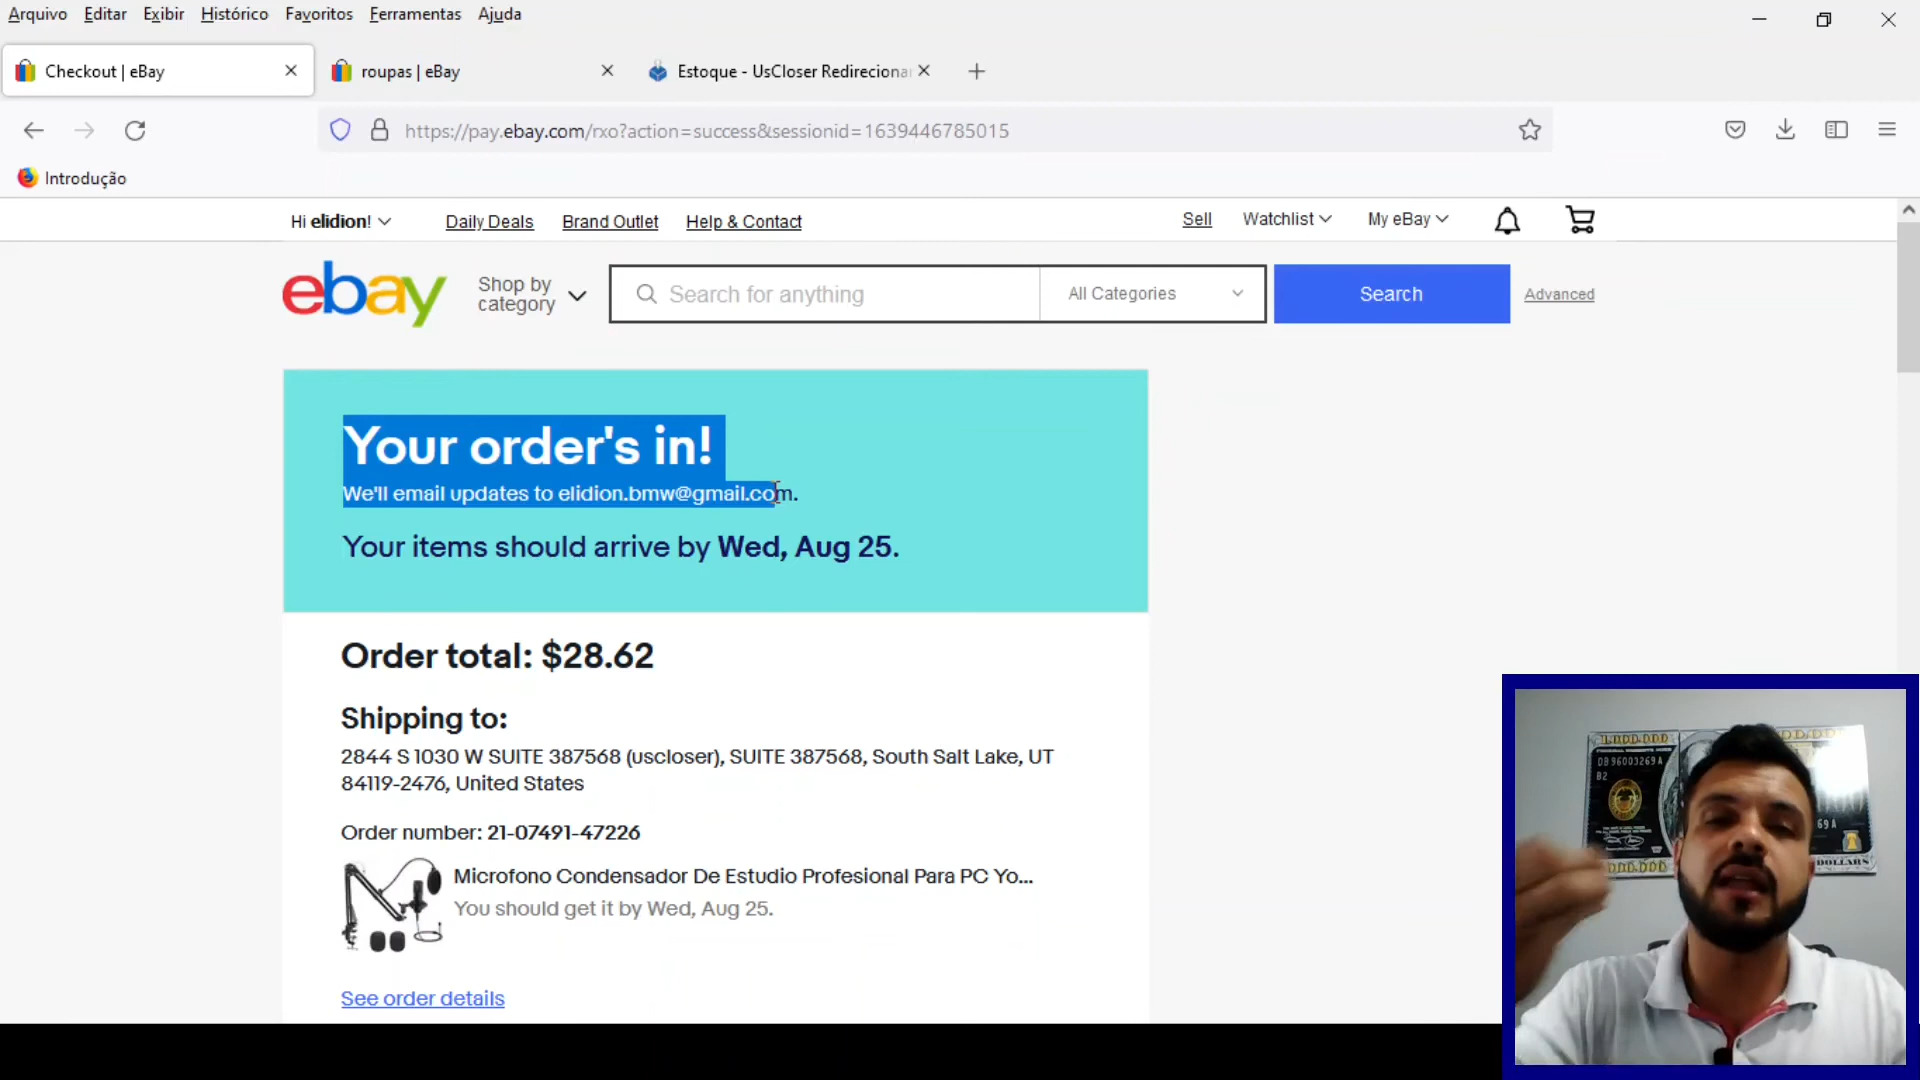 Arquivo Editar Exibir Histórico Favoritos Ferramentas Ajuda
Checkout | eBay
roupas | eBay
Estoque - UsCloser Redireciona
https://pay.ebay.com/rxo?action=success&sessionid=1639446785015
Introdução
Hi elidion! Daily Deals Brand Outlet Help & Contact
Sell Watchlist My eBay
ebay
Shop by
category
Search for anything
All Categories
Search
Advanced
Your order's in!
We'll email updates to elidion.bmw@gmail.com.
Your items should arrive by Wed, Aug 25.
Order total: $28.62
Shipping to:
2844 S 1030 W SUITE 387568 (uscloser), SUITE 387568, South Salt Lake, UT
84119-2476, United States
Order number: 21-07491-47226
Microfono Condensador De Estudio Profesional Para PC Yo...
You should get it by Wed, Aug 25.
See order details
DB 96003269A
B2
69 A
DOLLARS